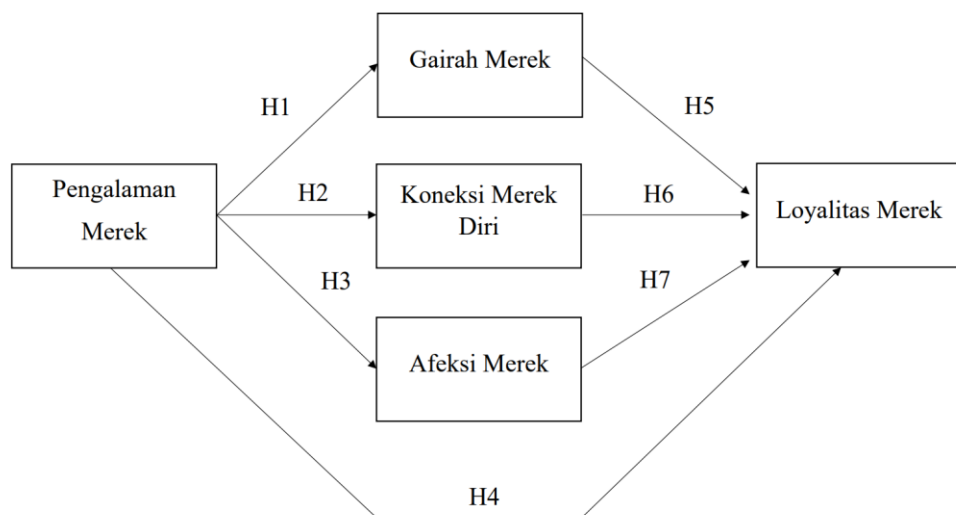 Gairah Merek
H1
H5
Pengalaman
Merek
H2
Koneksi Merek
Diri
H6
Loyalitas Merek
H3
H7
Afeksi Merek
H4